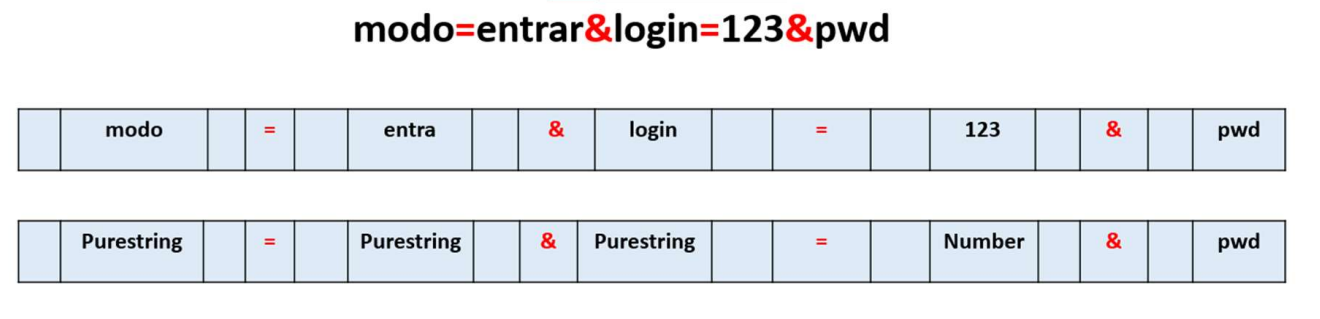 modo=entrar&login=123&pwd
modo = entra & login = 123 & pwd
Purestring = Purestring & Purestring = Number & pwd